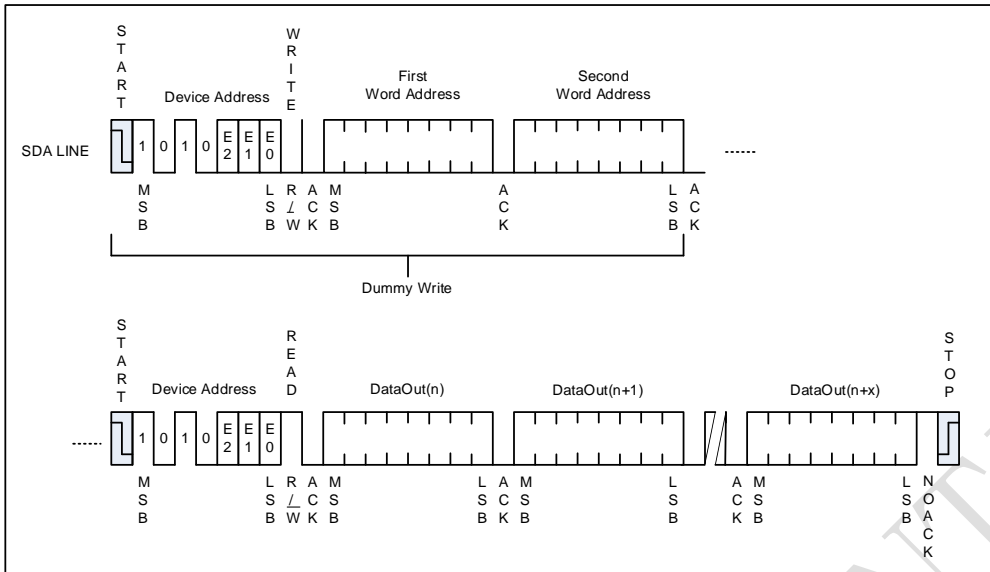 START
WRITE
Device Address
First
Word Address
Second
Word Address
SDA LINE
1 0 1 0 E2 E1 E0
......
MSB
LSB
R/W
ACK
MSB
ACK
LSB
ACK
Dummy Write
START
READ
STOP
Device Address
DataOut(n)
DataOut(n+1)
DataOut(n+x)
......
1 0 1 0 E2 E1 E0
MSB
LSB
R/W
ACK
MSB
LSB
ACK
MSB
LSB
ACK
MSB
LSB
NOACK